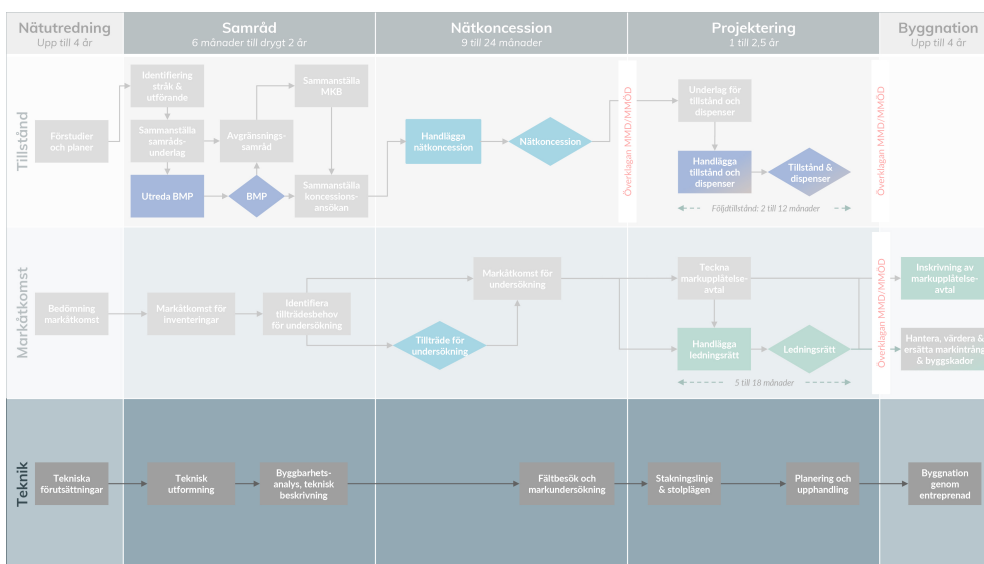 Nätutredning
Upp till 4 år
Samråd
6 månader till drygt 2 år
Nätkoncession
9 till 24 månader
Projektering
1 till 2,5 år
Byggnation
Upp till 4 år
Tillstånd
Förstudier
och planer
Identifiering
stråk &
utförande
Sammanställa
samråds-
underlag
Utreda BMP
Avgränsnings-
samråd
BMP
Sammanställa
MKB
Sammanställa
koncessions-
ansökan
Handlägga
nätkoncession
Nätkoncession
Överklagan MMD/MMÖD
Underlag för
tillstånd och
dispenser
Handlägga
tillstånd och
dispenser
Tillstånd &
dispenser
Följdtillstånd: 2 till 12 månader
Överklagan MMD/MMÖD
Markåtkomst
Bedömning
markåtkomst
Markåtkomst för
inventeringar
Identifiera
tillträdesbehov
för undersökning
Tillträde för
undersökning
Markåtkomst för
undersökning
Teckna
markupplåtelse-
avtal
Handlägga
ledningsrätt
Ledningsrätt
5 till 18 månader
Överklagan MMD/MMÖD
Inskrivning av
markupplåtelse-
avtal
Hantera, värdera &
ersätta markintrång
& byggskador
Teknik
Tekniska
förutsättningar
Teknisk
utformning
Byggbarhets-
analys, teknisk
beskrivning
Fältbesök och
markundersökning
Stakningslinje
& stolplägen
Planering och
upphandling
Byggnation
genom
entreprenad